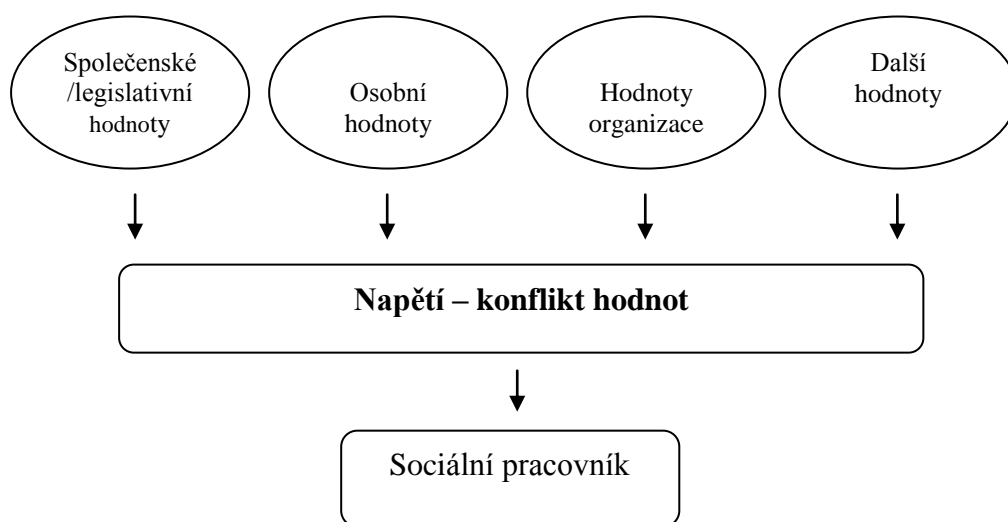 Společenské
/legislativní
hodnoty
Osobní
hodnoty
Hodnoty
organizace
Další
hodnoty
Napětí – konflikt hodnot
Sociální pracovník